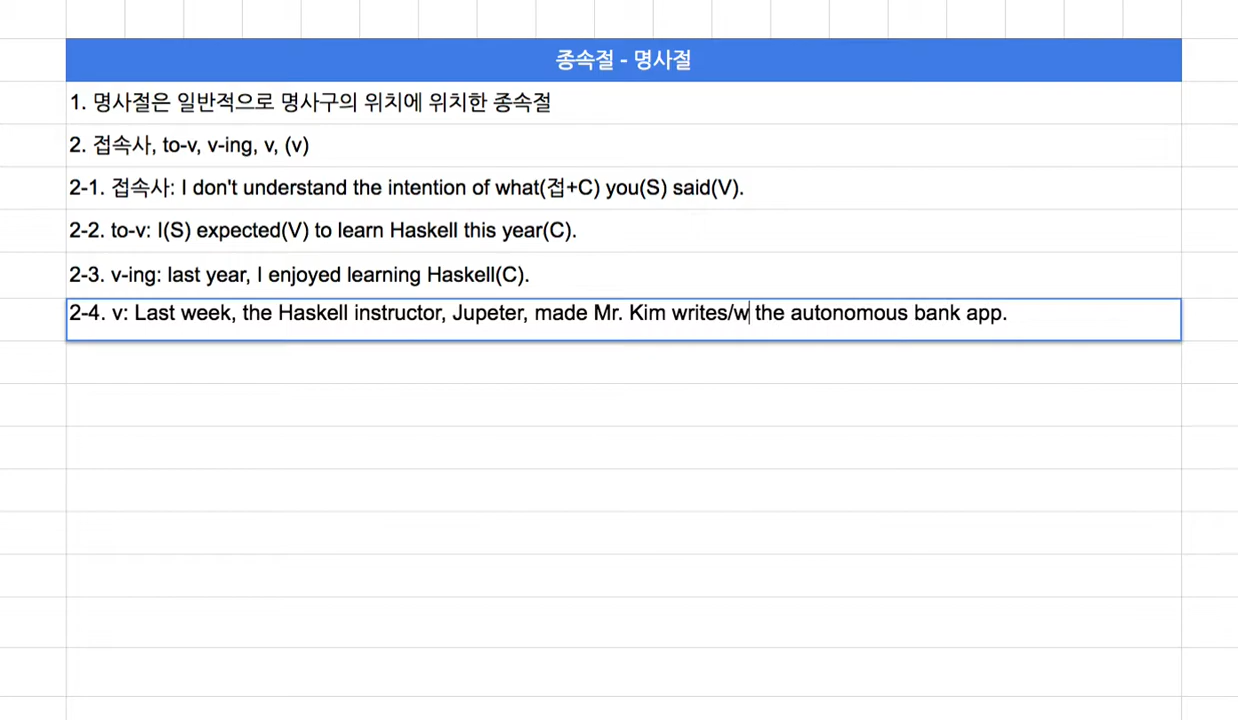 종속절 - 명사절
1. 명사절은 일반적으로 명사구의 위치에 위치한 종속절
2. 접속사, to-v, v-ing, v, (v)
2-1. 접속사: I don't understand the intention of what(접+C) you(S) said(V).
2-2. to-v: I(S) expected(V) to learn Haskell this year(C).
2-3. v-ing: last year, I enjoyed learning Haskell(C).
2-4. v: Last week, the Haskell instructor, Jupeter, made Mr. Kim writes/w the autonomous bank app.